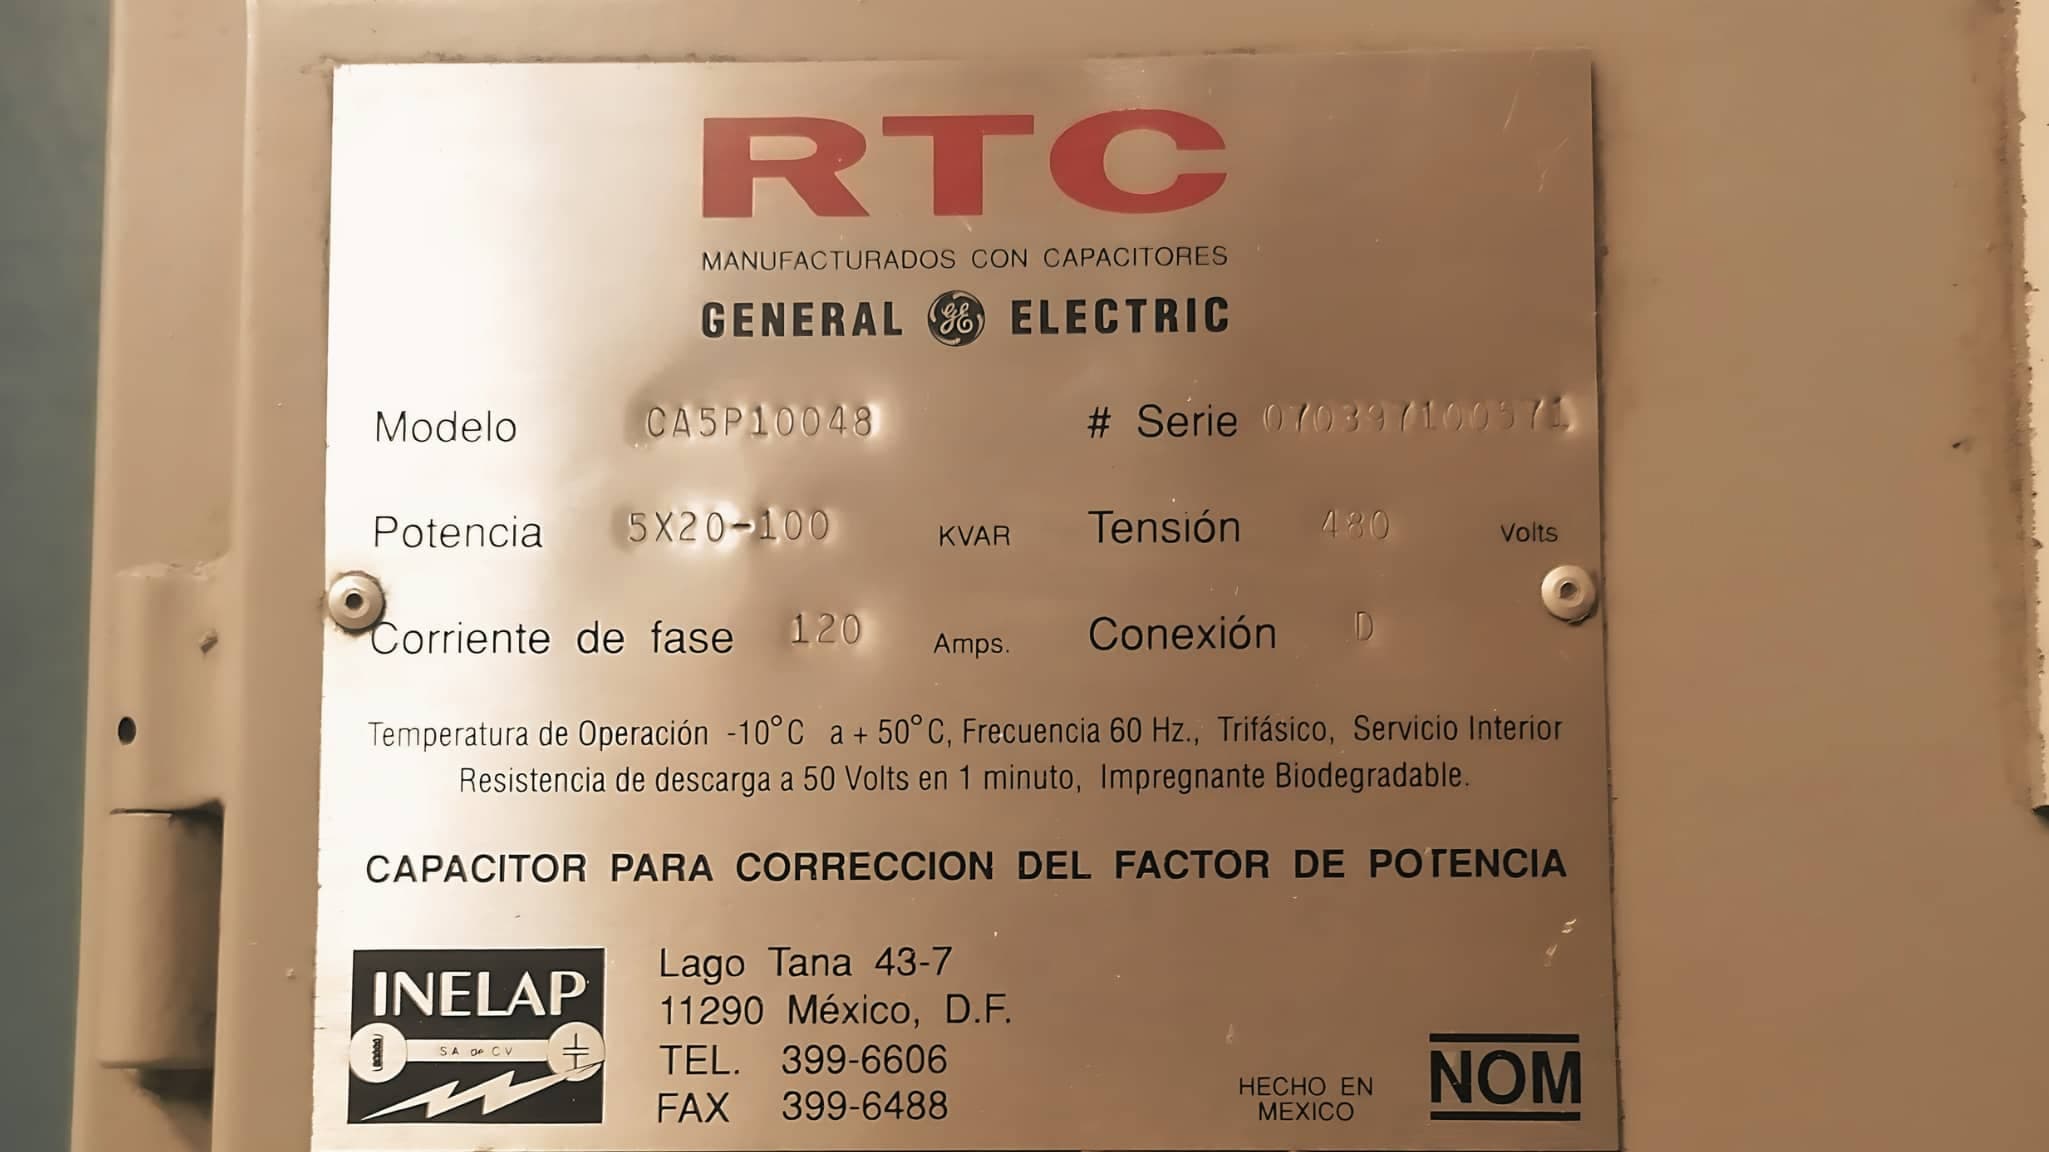 RTC
MANUFACTURADOS CON CAPACITORES
GENERAL GE ELECTRIC
Modelo CA5P10048 # Serie 070397100571
Potencia 5X20-100 KVAR Tensión 480 Volts
Corriente de fase 120 Amps. Conexión D
Temperatura de Operación -10°C a + 50°C, Frecuencia 60 Hz., Trifásico, Servicio Interior
Resistencia de descarga a 50 Volts en 1 minuto, Impregnante Biodegradable.
CAPACITOR PARA CORRECCION DEL FACTOR DE POTENCIA
INELAP
S.A. de C V
Lago Tana 43-7
11290 México, D.F.
TEL. 399-6606
FAX 399-6488
HECHO EN
MEXICO
NOM